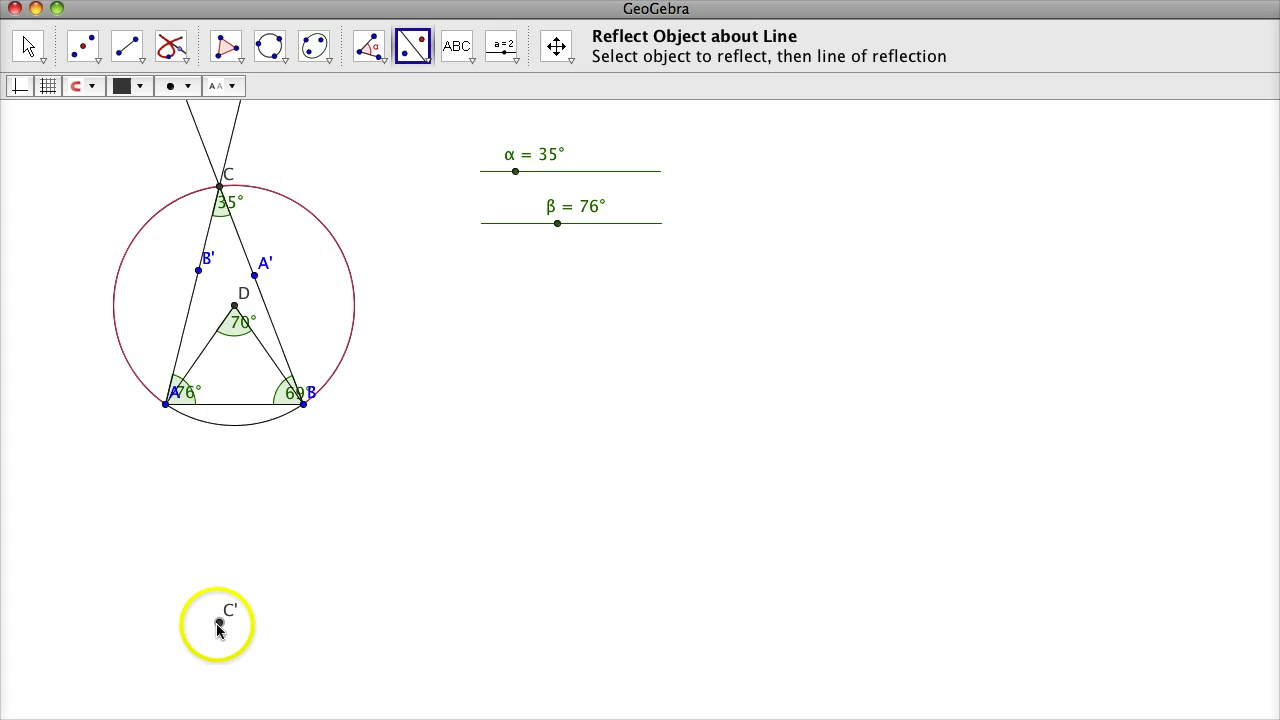 GeoGebra
ABC
a = 2
α
Reflect Object about Line
Select object to reflect, then line of reflection
A A
α = 35°
β = 76°
C
35°
B'
A'
D
70°
A
76°
69°
B
C'